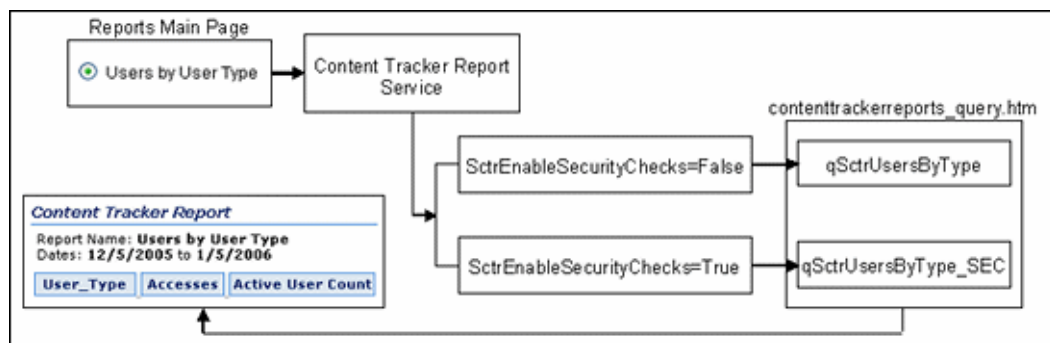 Reports Main Page
Users by User Type
Content Tracker Report
Service
contenttrackerreports_query.htm
SctrEnableSecurityChecks=False
qSctrUsersByType
SctrEnableSecurityChecks=True
qSctrUsersByType_SEC
Content Tracker Report
Report Name: Users by User Type
Dates: 12/5/2005 to 1/5/2006
User_Type Accesses Active User Count